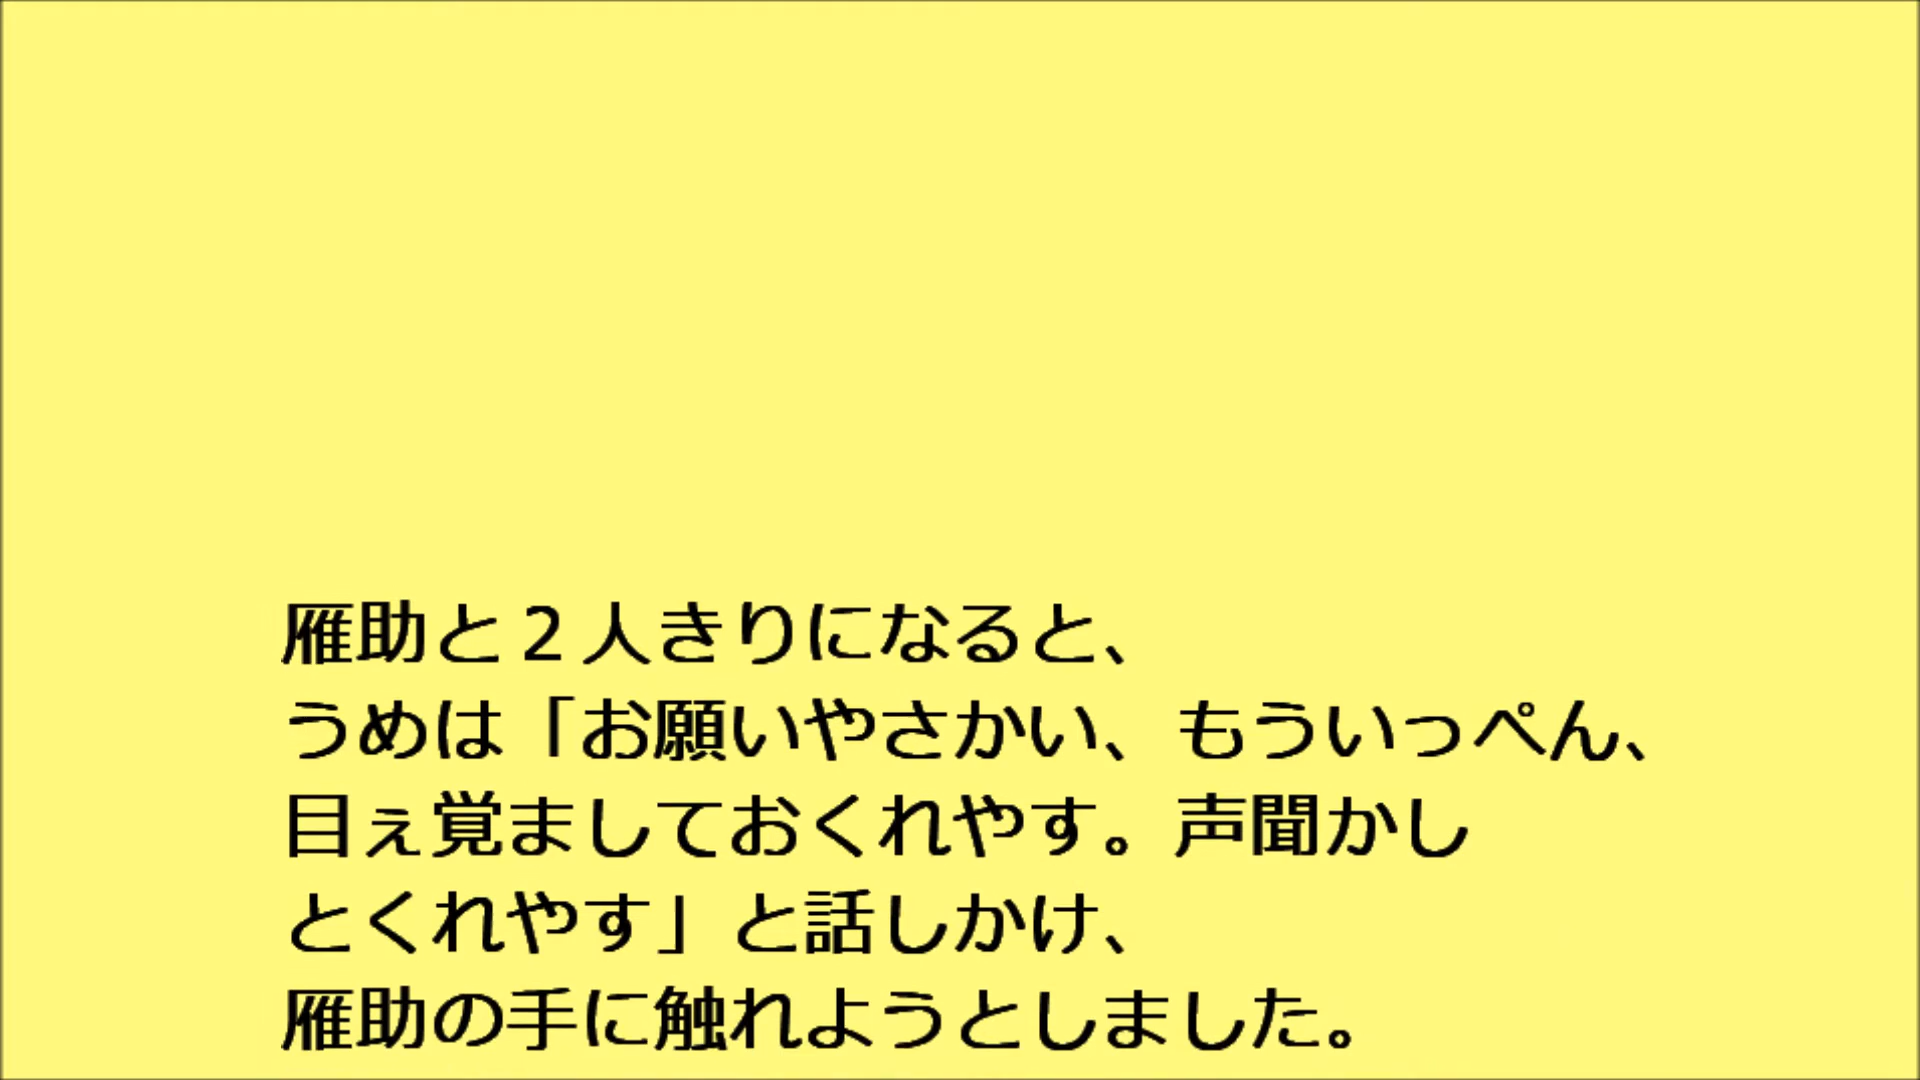 雁助と２人きりになると、
うめは「お願いやさかい、もういっぺん、
目ぇ覚ましておくれやす。声聞かし
とくれやす」と話しかけ、
雁助の手に触れようとしました。